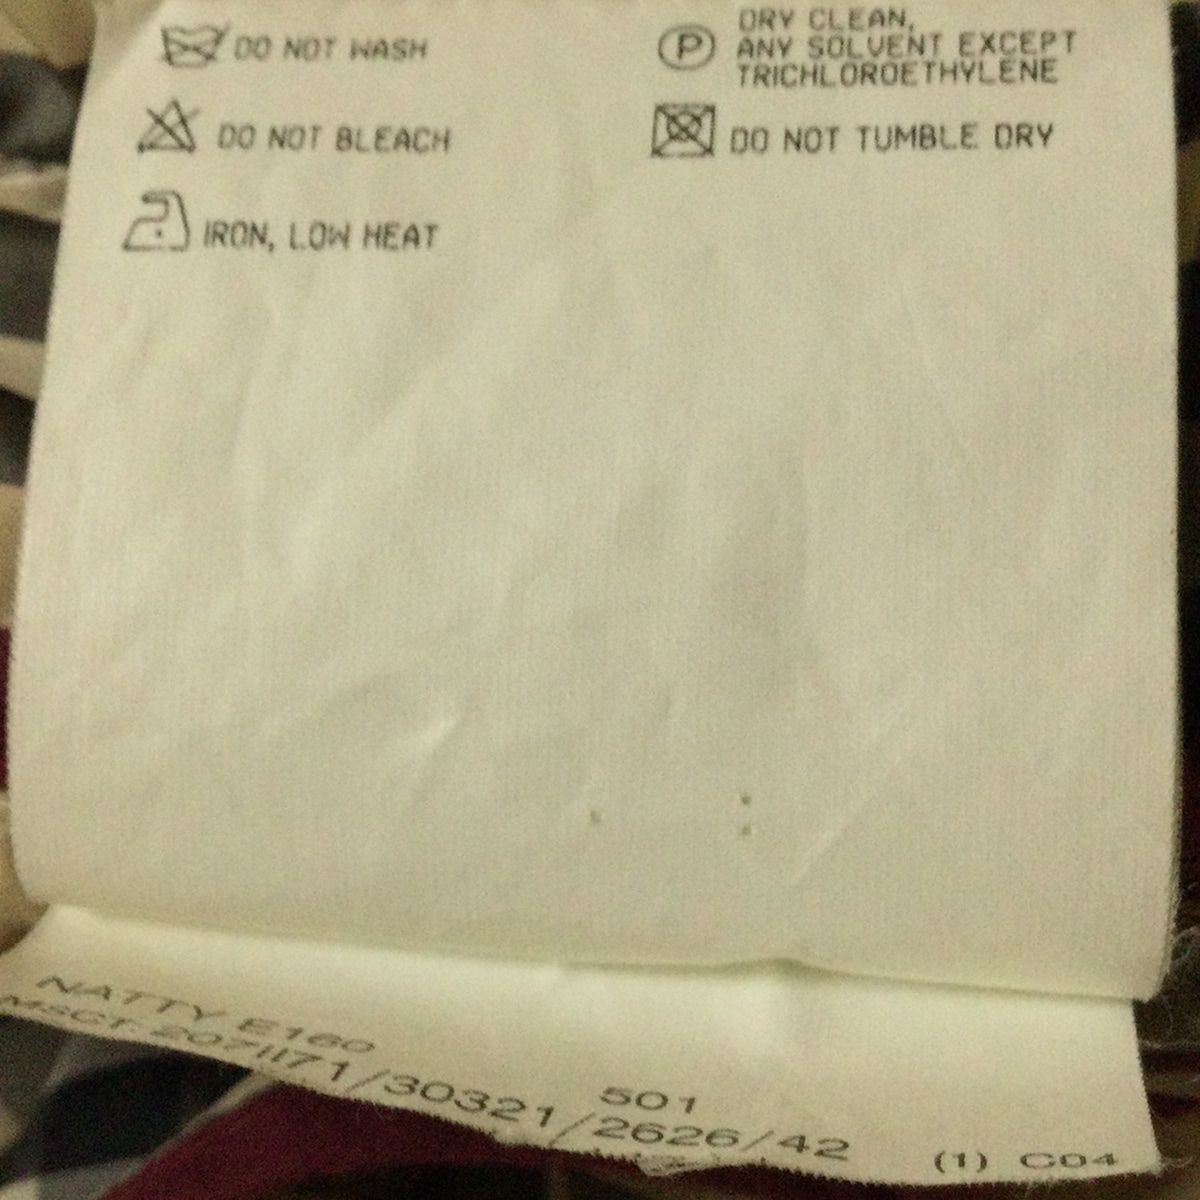 DO NOT WASH
DRY CLEAN,
ANY SOLVENT EXCEPT
TRICHLOROETHYLENE
DO NOT BLEACH
DO NOT TUMBLE DRY
IRON, LOW HEAT
P
NATTY E160
501
2071171/30321/2626/42
(1) C04